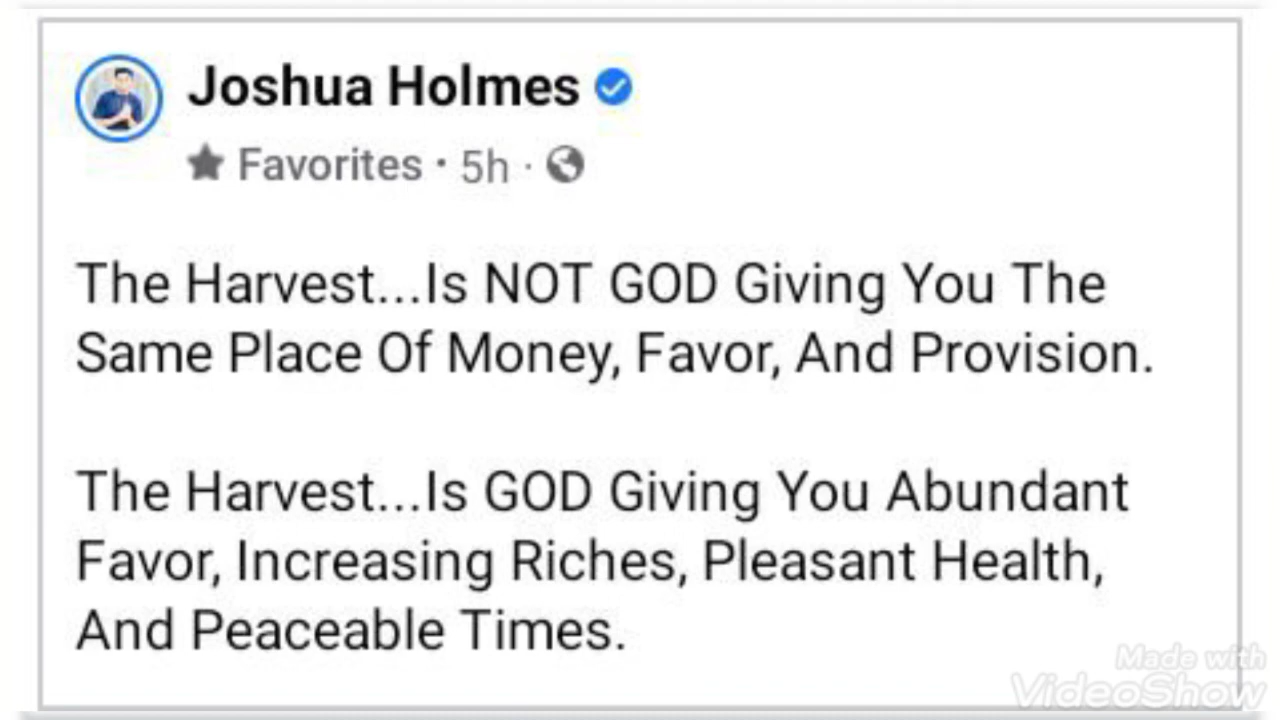 Joshua Holmes
Favorites · 5h ·
The Harvest...Is NOT GOD Giving You The
Same Place Of Money, Favor, And Provision.
The Harvest...Is GOD Giving You Abundant
Favor, Increasing Riches, Pleasant Health,
And Peaceable Times.
Made with
VideoShow